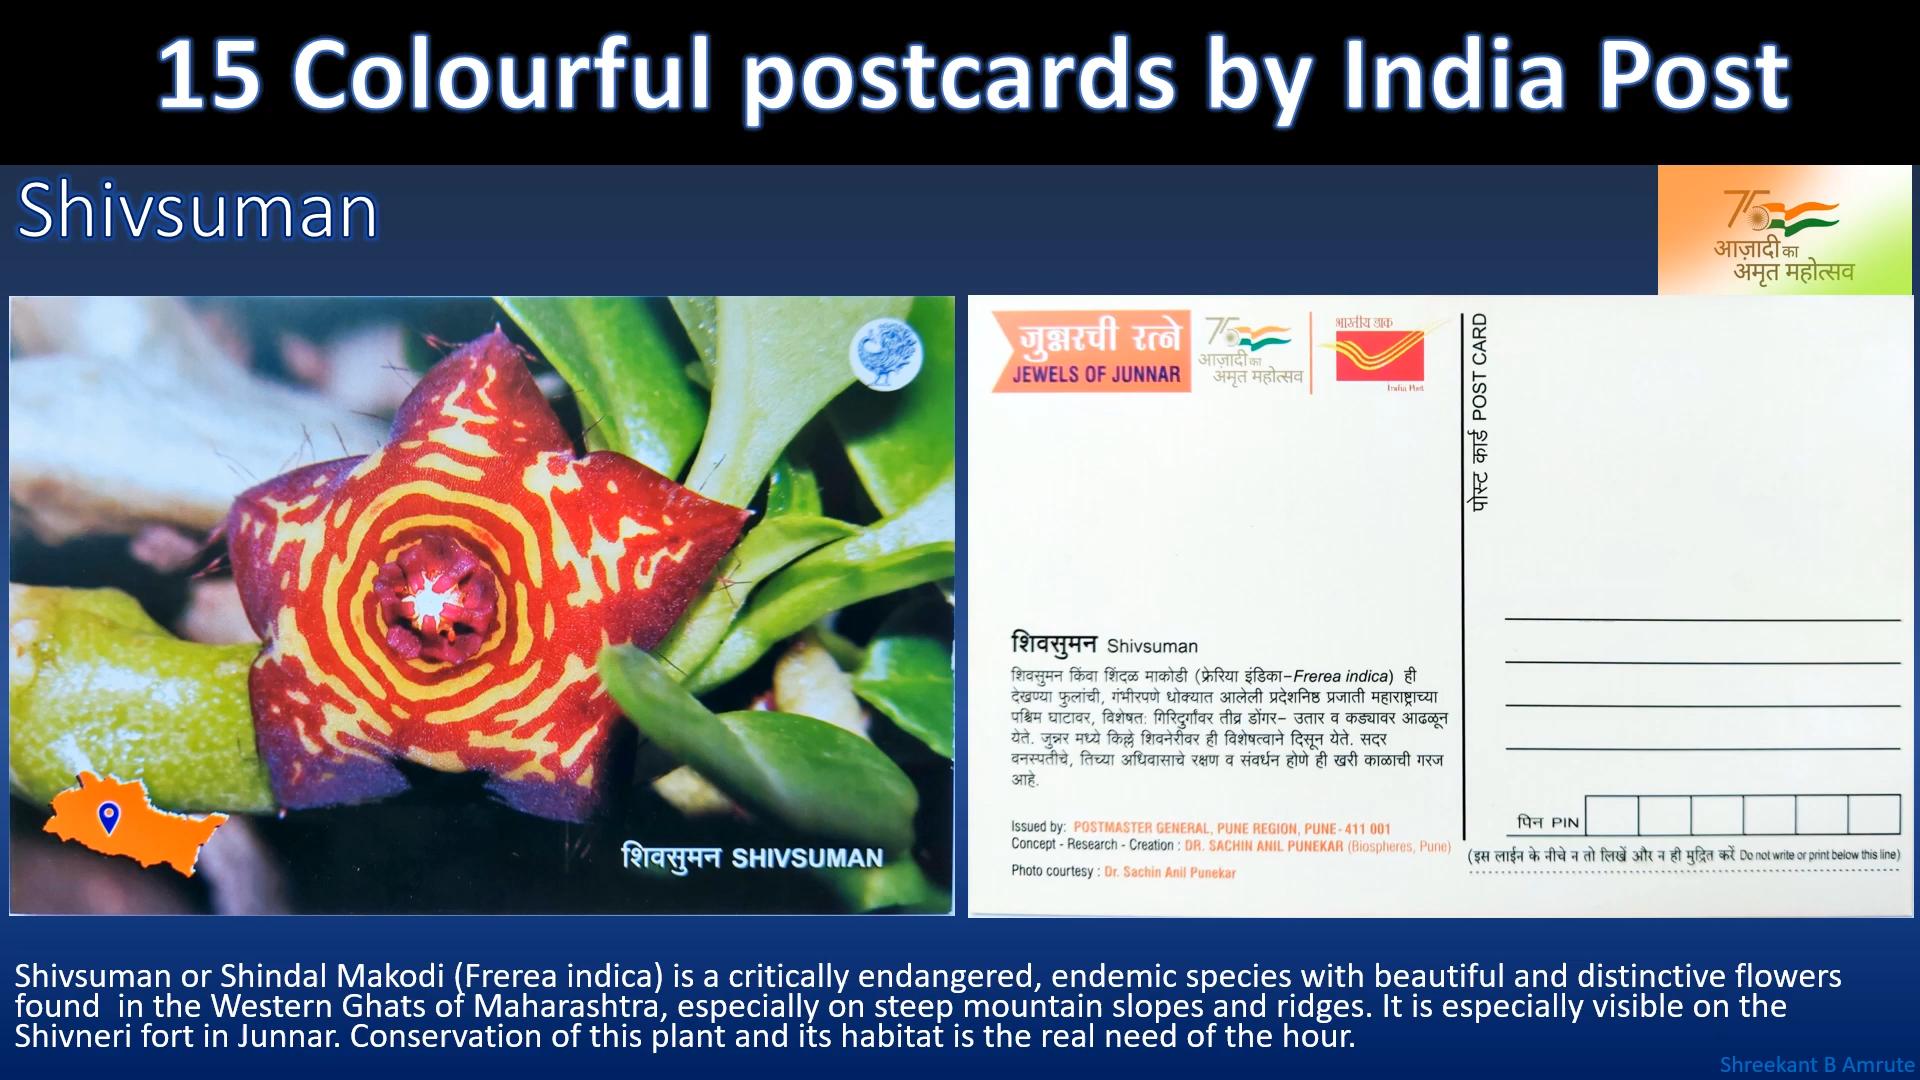 15 Colourful postcards by India Post
Shivsuman
75
आज़ादी का
अमृत महोत्सव
शिवसुमन SHIVSUMAN
जुन्नरची रत्ने
JEWELS OF JUNNAR
75
आज़ादी का
अमृत महोत्सव
भारतीय डाक
India Post
पोस्ट कार्ड POST CARD
शिवसुमन Shivsuman
शिवसुमन किंवा शिंदळ माकोडी (फ्रेरिया इंडिका-Frerea indica) ही
देखण्या फुलांची, गंभीरपणे धोक्यात आलेली प्रदेशनिष्ठ प्रजाती महाराष्ट्राच्या
पश्चिम घाटावर, विशेषतः गिरिदुर्गांवर तीव्र डोंगर- उतार व कड्यावर आढळून
येते. जुन्नर मध्ये किल्ले शिवनेरीवर ही विशेषत्वाने दिसून येते. सदर
वनस्पतीचे, तिच्या अधिवासाचे रक्षण व संवर्धन होणे ही खरी काळाची गरज
आहे.
Issued by: POSTMASTER GENERAL, PUNE REGION, PUNE- 411 001
Concept - Research - Creation : DR. SACHIN ANIL PUNEKAR (Biospheres, Pune)
Photo courtesy : Dr. Sachin Anil Punekar
पिन PIN
(इस लाईन के नीचे न तो लिखें और न ही मुद्रित करें Do not write or print below this line)
Shivsuman or Shindal Makodi (Frerea indica) is a critically endangered, endemic species with beautiful and distinctive flowers
found in the Western Ghats of Maharashtra, especially on steep mountain slopes and ridges. It is especially visible on the
Shivneri fort in Junnar. Conservation of this plant and its habitat is the real need of the hour.
Shreekant B Amrute